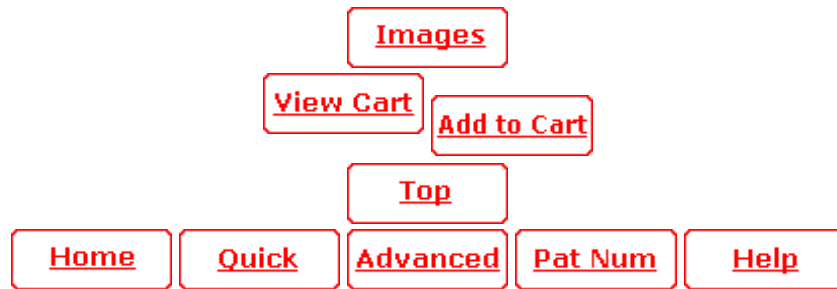 Images
View Cart
Add to Cart
Top
Home Quick Advanced Pat Num Help